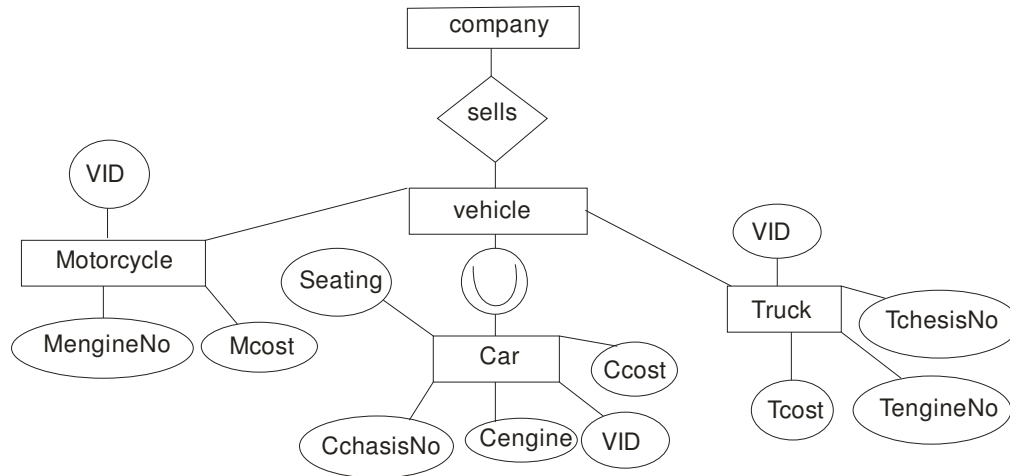 company
sells
VID
vehicle
VID
Motorcycle
Seating
Truck
TchesisNo
MengineNo
Mcost
Car
Ccost
Tcost
TengineNo
CchasisNo
Cengine
VID